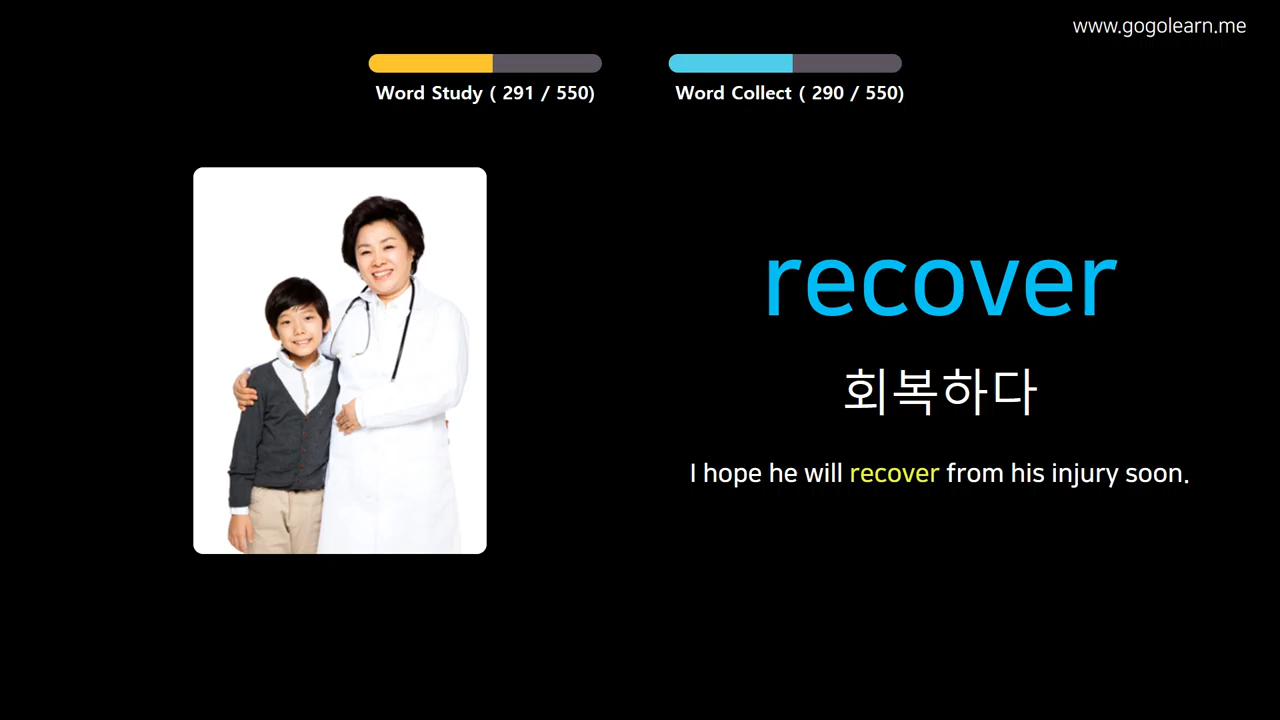 www.gogolearn.me
Word Study ( 291 / 550)
Word Collect ( 290 / 550)
recover
회복하다
I hope he will recover from his injury soon.